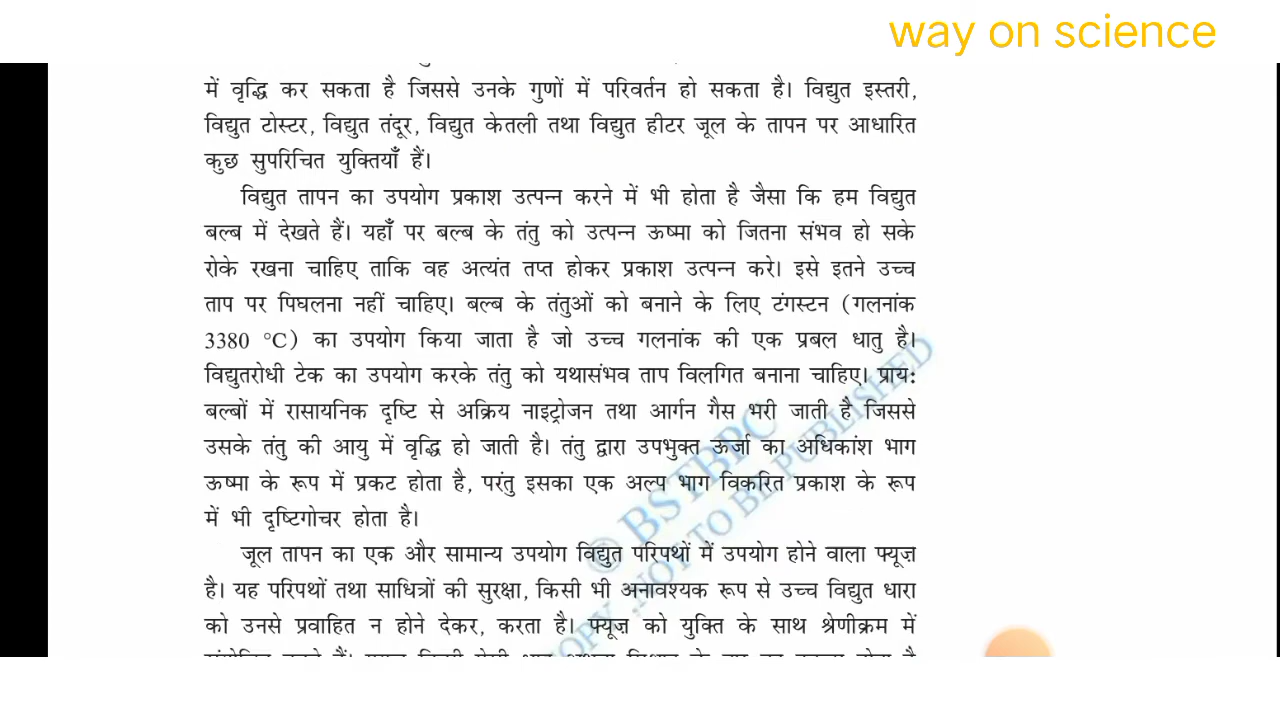 way on science
में वृद्धि कर सकता है जिससे उनके गुणों में परिवर्तन हो सकता है। विद्युत इस्तरी,
विद्युत टोस्टर, विद्युत तंदूर, विद्युत केतली तथा विद्युत हीटर जूल के तापन पर आधारित
कुछ सुपरिचित युक्तियाँ हैं।
विद्युत तापन का उपयोग प्रकाश उत्पन्न करने में भी होता है जैसा कि हम विद्युत
बल्ब में देखते हैं। यहाँ पर बल्ब के तंतु को उत्पन्न ऊष्मा को जितना संभव हो सके
रोके रखना चाहिए ताकि वह अत्यंत तप्त होकर प्रकाश उत्पन्न करे। इसे इतने उच्च
ताप पर पिघलना नहीं चाहिए। बल्ब के तंतुओं को बनाने के लिए टंगस्टन (गलनांक
3380 °C) का उपयोग किया जाता है जो उच्च गलनांक की एक प्रबल धातु है।
विद्युतरोधी टेक का उपयोग करके तंतु को यथासंभव ताप विलगित बनाना चाहिए। प्राय:
बल्बों में रासायनिक दृष्टि से अक्रिय नाइट्रोजन तथा आर्गन गैस भरी जाती है जिससे
उसके तंतु की आयु में वृद्धि हो जाती है। तंतु द्वारा उपभुक्त ऊर्जा का अधिकांश भाग
ऊष्मा के रूप में प्रकट होता है, परंतु इसका एक अल्प भाग विकरित प्रकाश के रूप
में भी दृष्टिगोचर होता है।
जूल तापन का एक और सामान्य उपयोग विद्युत परिपथों में उपयोग होने वाला फ्यूज़
है। यह परिपथों तथा साधित्रों की सुरक्षा, किसी भी अनावश्यक रूप से उच्च विद्युत धारा
को उनसे प्रवाहित न होने देकर, करता है। फ्यूज़ को युक्ति के साथ श्रेणीक्रम में
© BSTBPC
COPY, NOT TO BE PUBLISHED